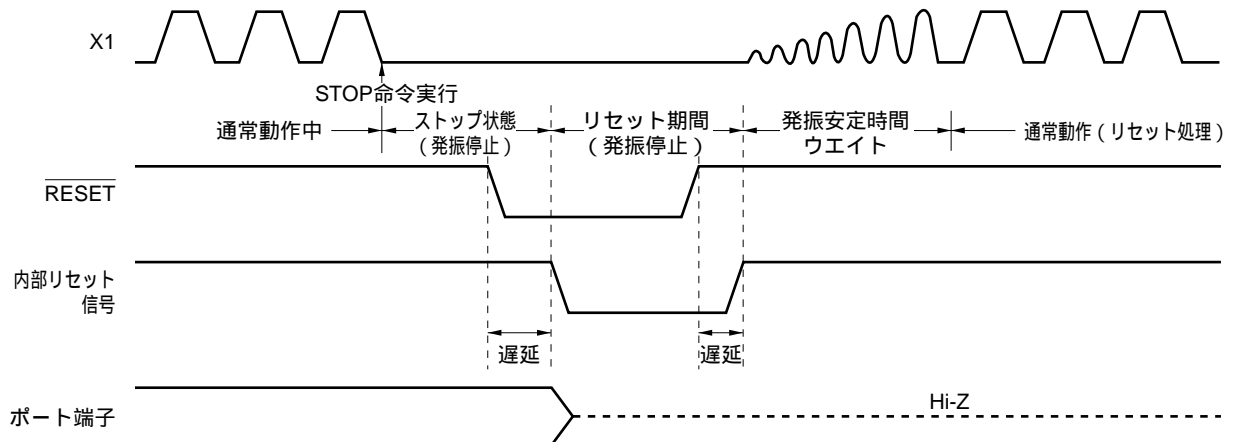 X1
STOP命令実行
通常動作中
ストップ状態
(発振停止)
リセット期間
(発振停止)
発振安定時間
ウエイト
通常動作(リセット処理)
RESET
内部リセット
信号
遅延
遅延
Hi-Z
ポート端子